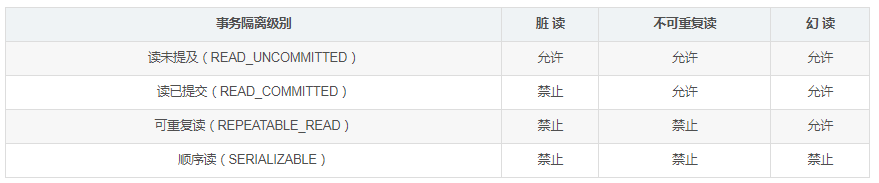 事务隔离级别 脏 读 不可重复读 幻 读
读未提及（READ_UNCOMMITTED） 允许 允许 允许
读已提交（READ_COMMITTED） 禁止 允许 允许
可重复读（REPEATABLE_READ） 禁止 禁止 允许
顺序读（SERIALIZABLE） 禁止 禁止 禁止